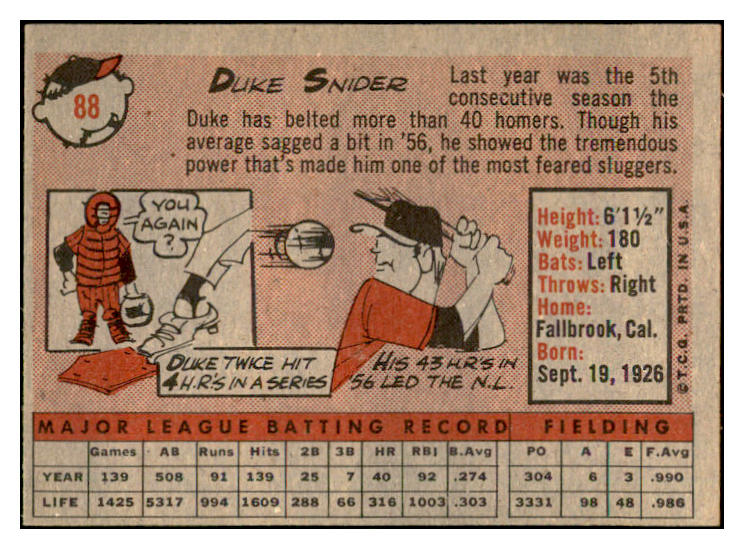 88
DUKE SNIDER
Last year was the 5th
consecutive season the
Duke has belted more than 40 homers. Though his
average sagged a bit in '56, he showed the tremendous
power that's made him one of the most feared sluggers.
YOU
AGAIN
?
DUKE TWICE HIT
4 H.R.'S IN A SERIES
HIS 43 H.R.'S IN
'56 LED THE N.L.
Height: 6'1½"
Weight: 180
Bats: Left
Throws: Right
Home:
Fallbrook, Cal.
Born:
Sept. 19, 1926
© T.C.G. PRTD. IN U.S.A.
MAJOR LEAGUE BATTING RECORD FIELDING
Games AB Runs Hits 2B 3B HR RBI B.Avg PO A E F.Avg
YEAR 139 508 91 139 25 7 40 92 .274 304 6 3 .990
LIFE 1425 5317 994 1609 288 66 316 1003 .303 3331 98 48 .986